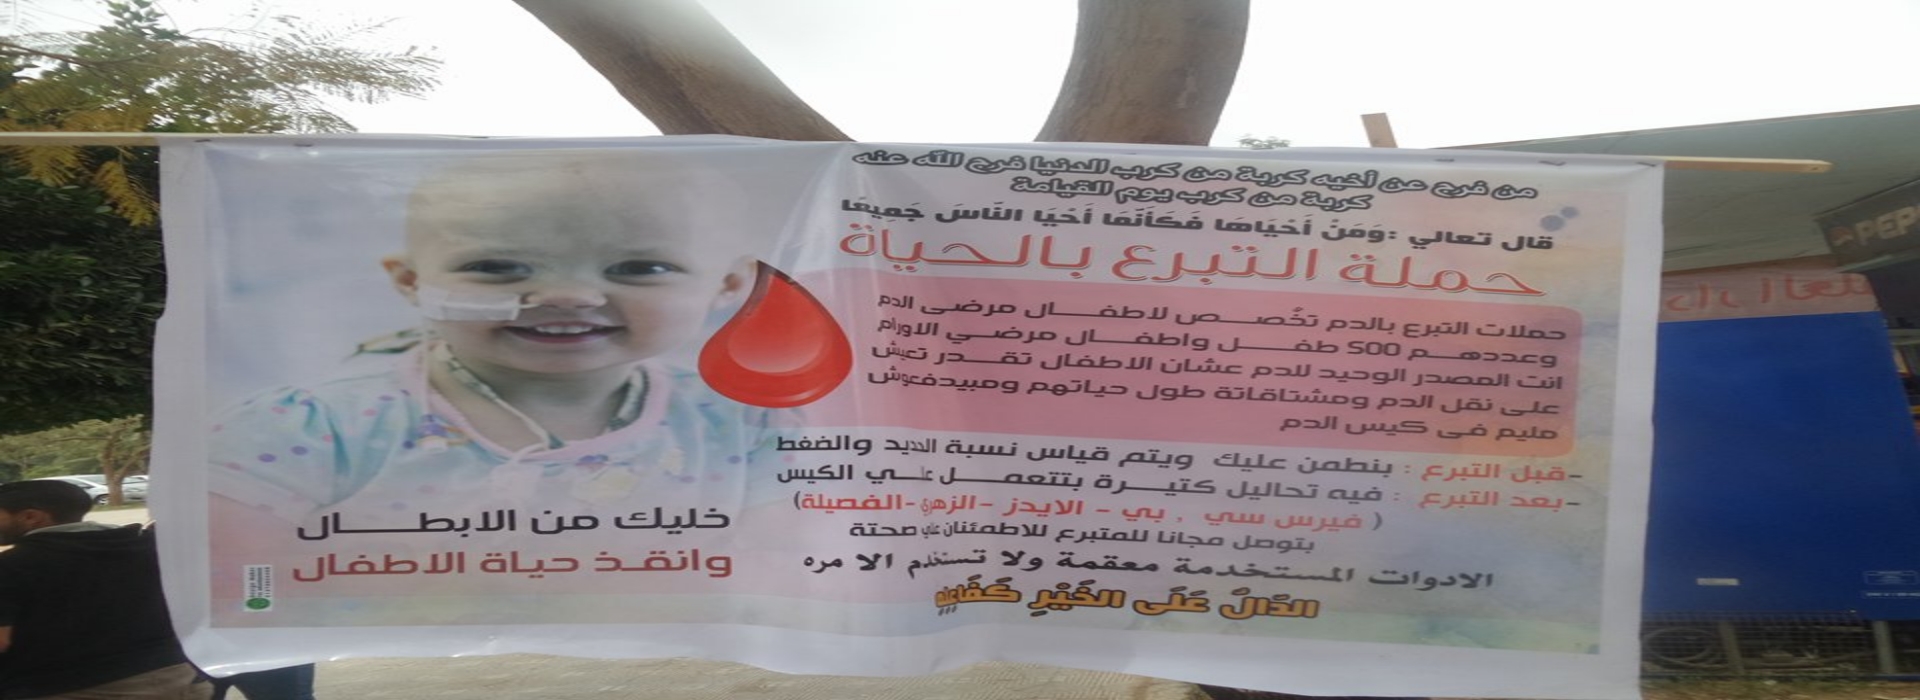 من فرج عن أخيه كربة من كرب الدنيا فرج الله عنه
كربة من كرب يوم القيامة
قال تعالي :وَمَنْ أَحْيَاهَا فَكَأَنَّمَا أَحْيَا النَّاسَ جَمِيعًا
حملة التبرع بالحياة
حملات التبرع بالدم تخُصص لاطفال مرضى الدم
وعددهم 500 طفل واطفال مرضي الاورام
انت المصدر الوحيد للدم عشان الاطفال تقدر تعيش
على نقل الدم ومشتاقاتة طول حياتهم ومبيدفعوش
مليم فى كيس الدم
-قبل التبرع : بنطمن عليك ويتم قياس نسبة الحديد والضغط
-بعد التبرع : فيه تحاليل كتيرة بتتعمل علي الكيس
( فيرس سي , بي - الايدز -الزهري -الفصيلة)
بتوصل مجانا للمتبرع للاطمئنان علي صحتة
الادوات المستخدمة معقمة ولا تستخدم الا مره
الدَالُ عَلَى الخَيْرِ كَفَاعِلِهِ
خليك من الابطال
وانقذ حياة الاطفال
PEP